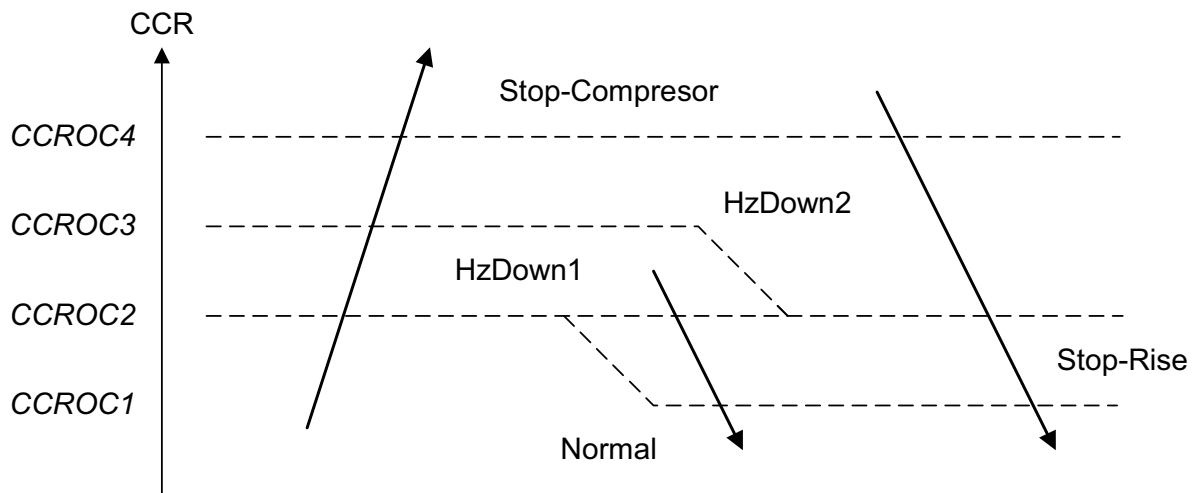 CCR
Stop-Compresor
CCROC4
HzDown2
CCROC3
HzDown1
CCROC2
Stop-Rise
CCROC1
Normal